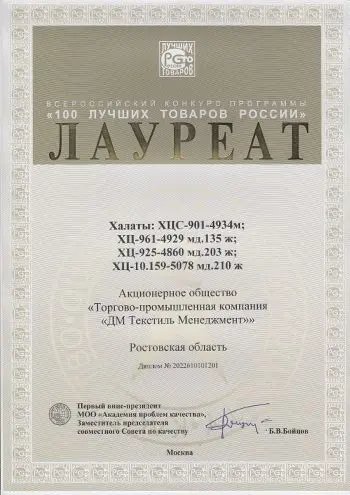 100 ЛУЧШИХ
ТОВАРОВ
ВСЕРОССИЙСКИЙ КОНКУРС ПРОГРАММЫ
«100 ЛУЧШИХ ТОВАРОВ РОССИИ»
ЛАУРЕАТ
Халаты: ХЦС-901-4934м;
ХЦ-961-4929 мд.135 ж;
ХЦ-925-4860 мд.203 ж;
ХЦ-10.159-5078 мд.210 ж
Акционерное общество
«Торгово-промышленная компания
«ДМ Текстиль Менеджмент»»
Ростовская область
Диплом № 2022610101201
Первый вице-президент
МОО «Академия проблем качества»,
Заместитель председателя
совместного Совета по качеству
Б.В.Бойцов
Москва